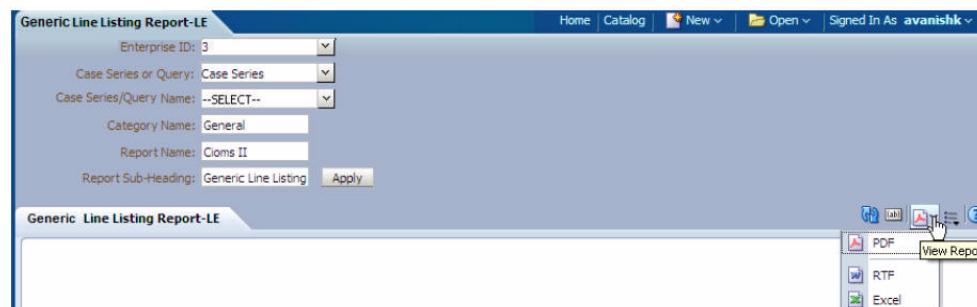 Generic Line Listing Report-LE
Home Catalog New Open Signed In As avanishk
Enterprise ID: 3
Case Series or Query: Case Series
Case Series/Query Name: --SELECT--
Category Name: General
Report Name: Cioms II
Report Sub-Heading: Generic Line Listing Apply
Generic Line Listing Report-LE
PDF
View Repo
RTF
Excel